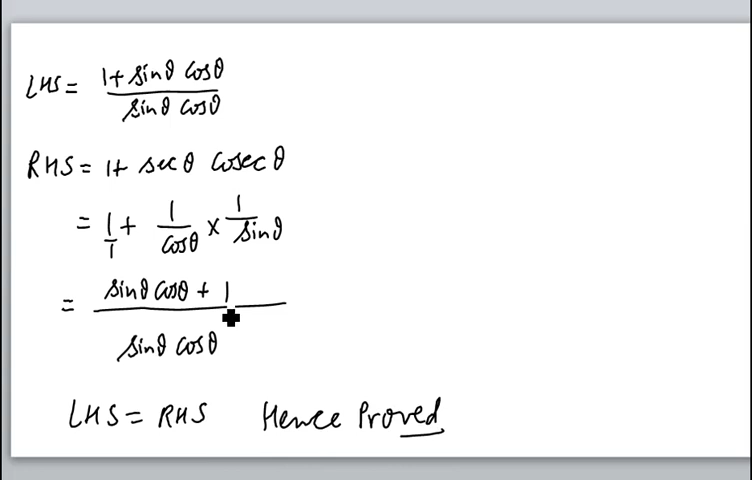 LHS = (1 + sinθ cosθ) / (sinθ cosθ)
RHS = 1 + secθ cosecθ
= 1/1 + 1/cosθ × 1/sinθ
= (sinθ cosθ + 1) / (sinθ cosθ)
LHS = RHS Hence Proved